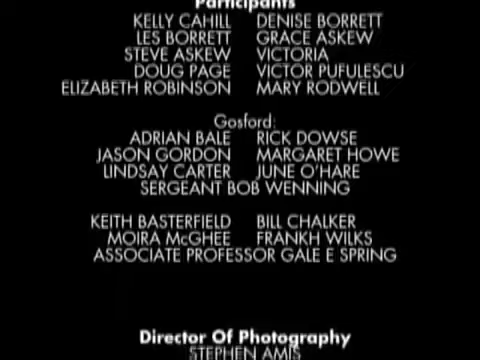 Participants
KELLY CAHILL DENISE BORRETT
LES BORRETT GRACE ASKEW
STEVE ASKEW VICTORIA
DOUG PAGE VICTOR PUFULESCU
ELIZABETH ROBINSON MARY RODWELL
Gosford:
ADRIAN BALE RICK DOWSE
JASON GORDON MARGARET HOWE
LINDSAY CARTER JUNE O'HARE
SERGEANT BOB WENNING
KEITH BASTERFIELD BILL CHALKER
MOIRA McGHEE FRANKH WILKS
ASSOCIATE PROFESSOR GALE E SPRING
Director Of Photography
STEPHEN AMIS